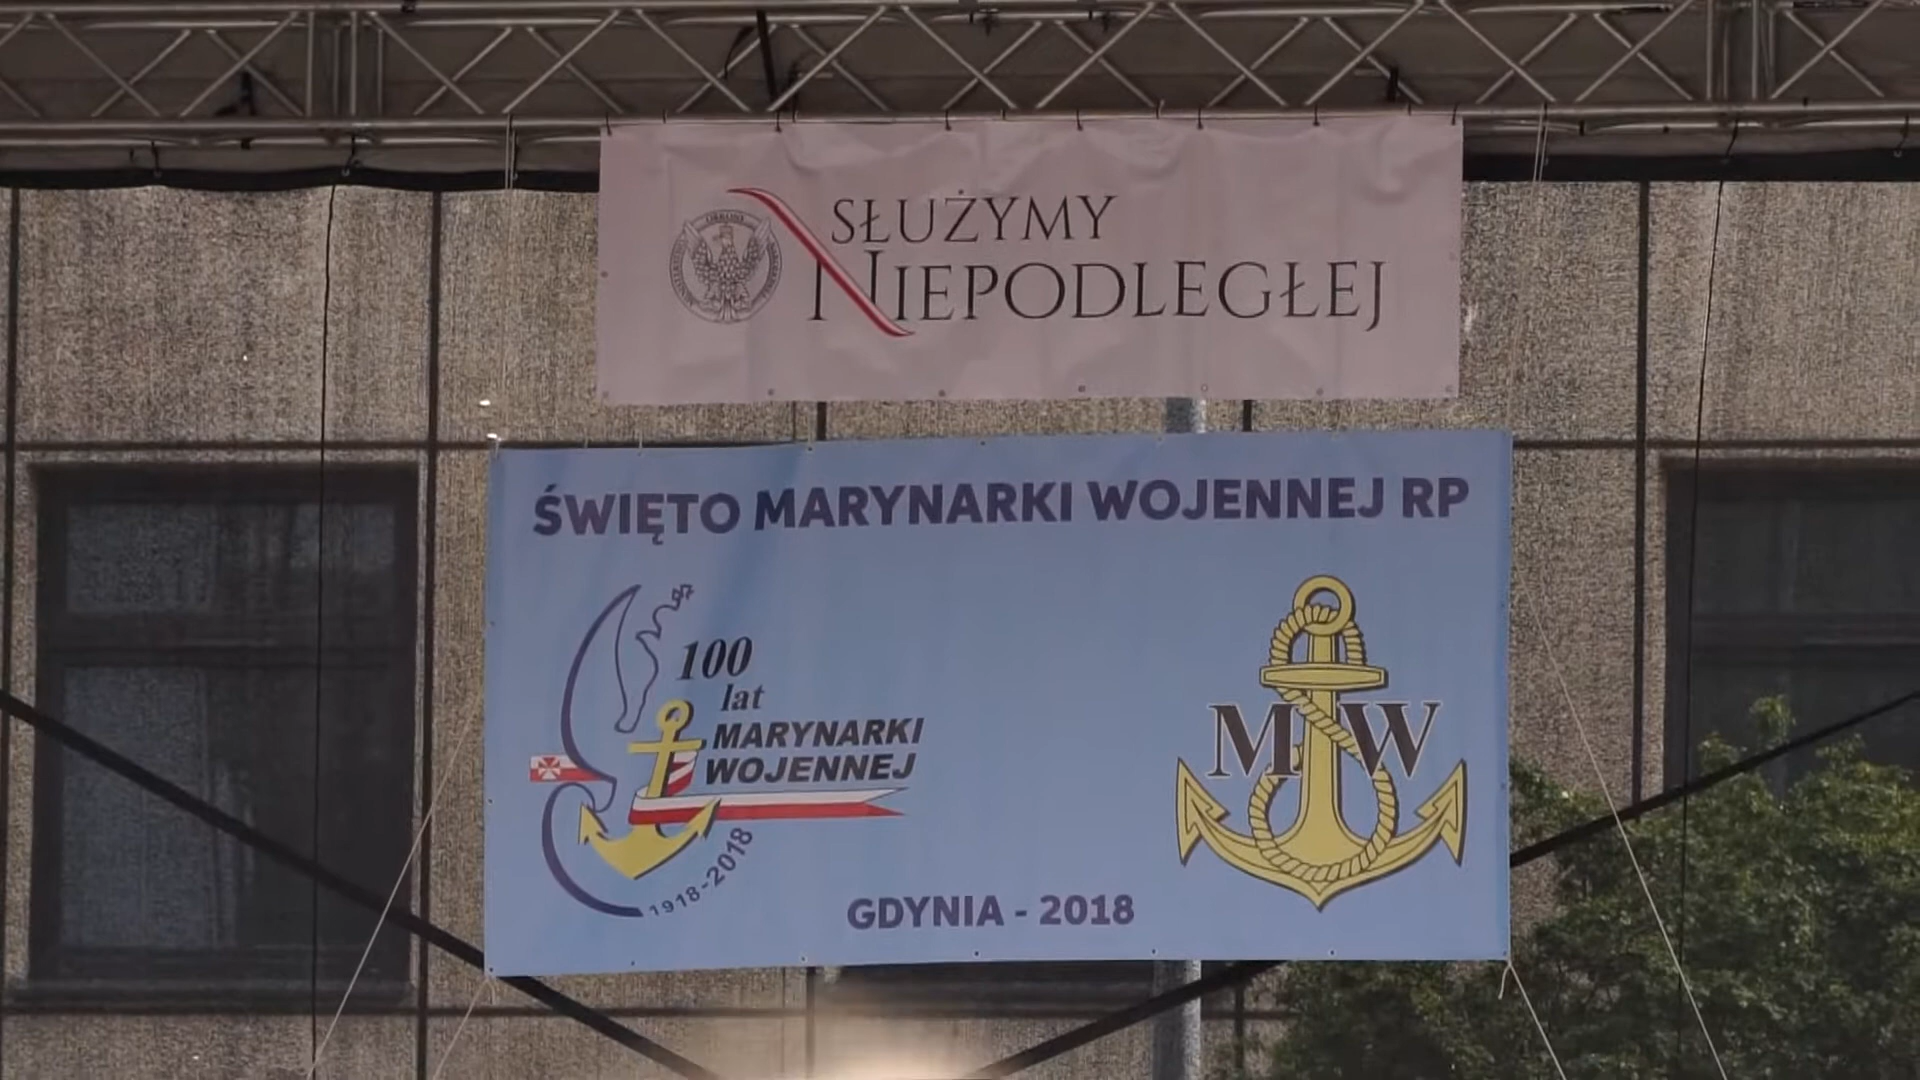 SŁUŻYMY
NIEPODLEGŁEJ
ŚWIĘTO MARYNARKI WOJENNEJ RP
100
lat
MARYNARKI
WOJENNEJ
1918-2018
MW
GDYNIA - 2018